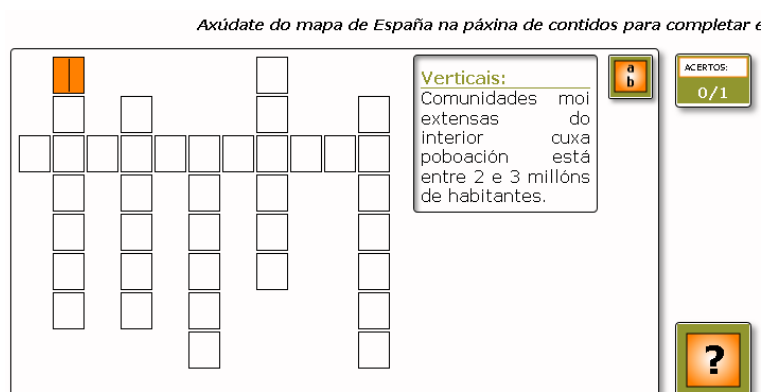 Axúdate do mapa de España na páxina de contidos para completar e
Verticais:
Comunidades moi
extensas do
interior cuxa
poboación está
entre 2 e 3 millóns
de habitantes.
a
b
ACERTOS:
0/1
?